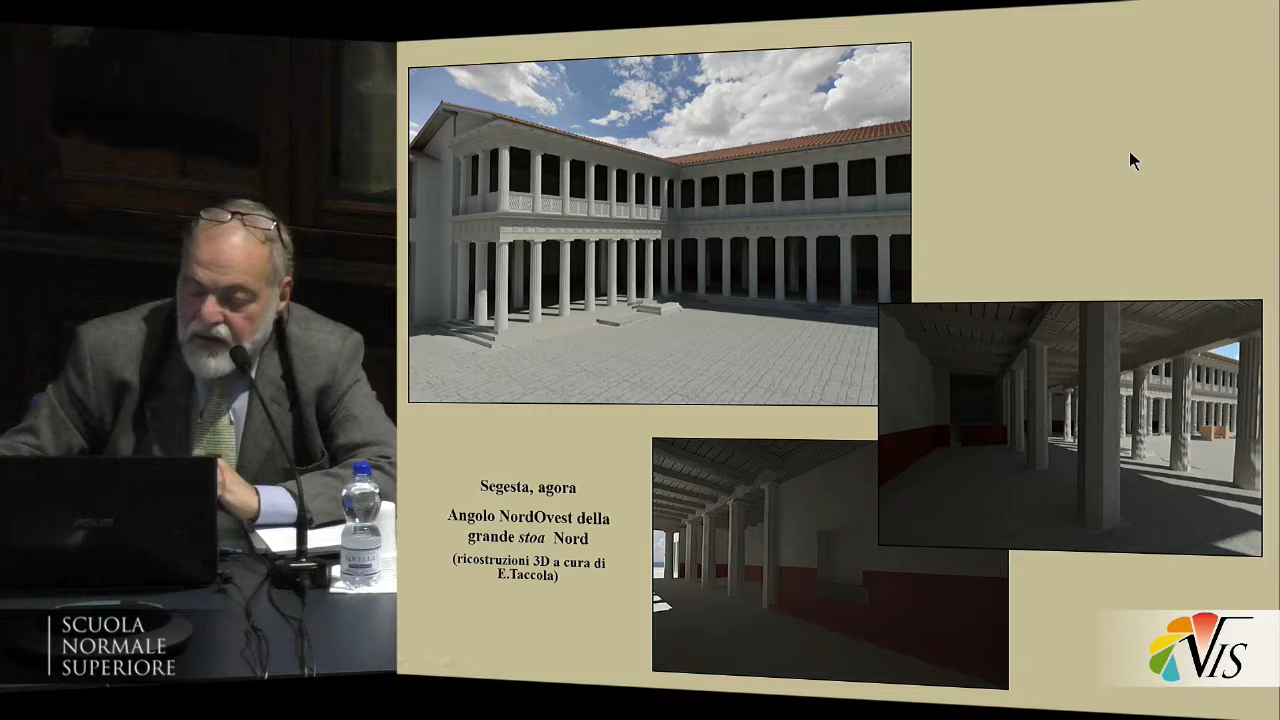 Segesta, agora
Angolo NordOvest della
grande stoa Nord
(ricostruzioni 3D a cura di
E.Taccola)
SCUOLA
NORMALE
SUPERIORE
VIS